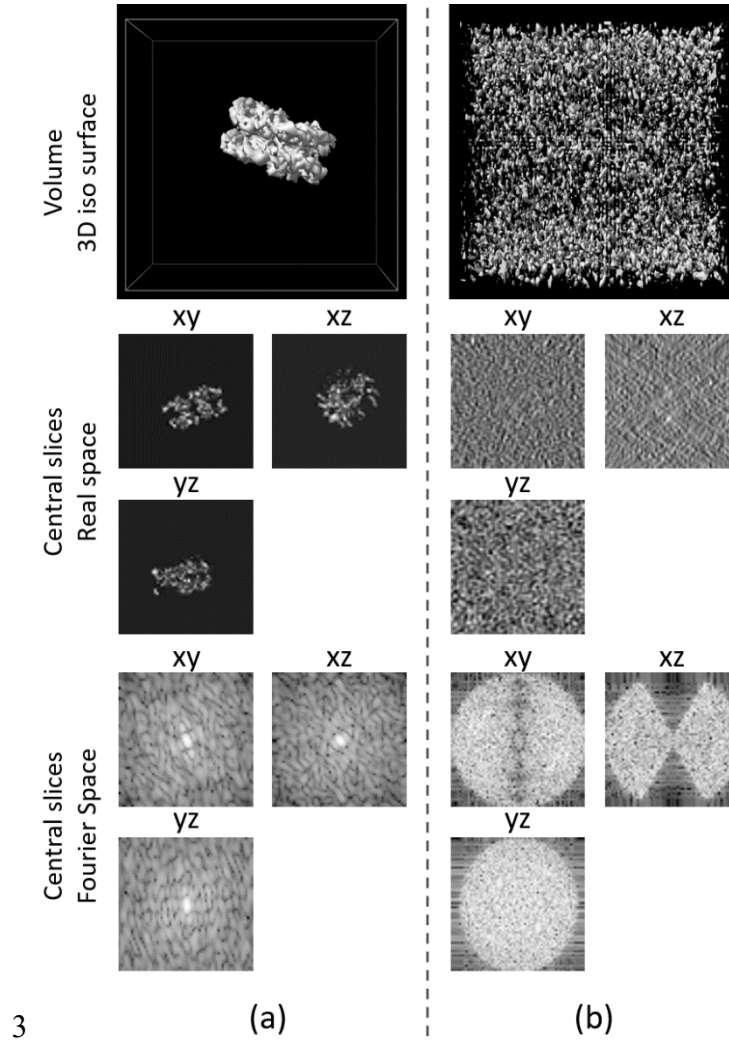 Volume
3D iso surface
xy xz xy xz
Central slices
Real space
yz yz
xy xz xy xz
Central slices
Fourier Space
yz yz
3 (a) (b)